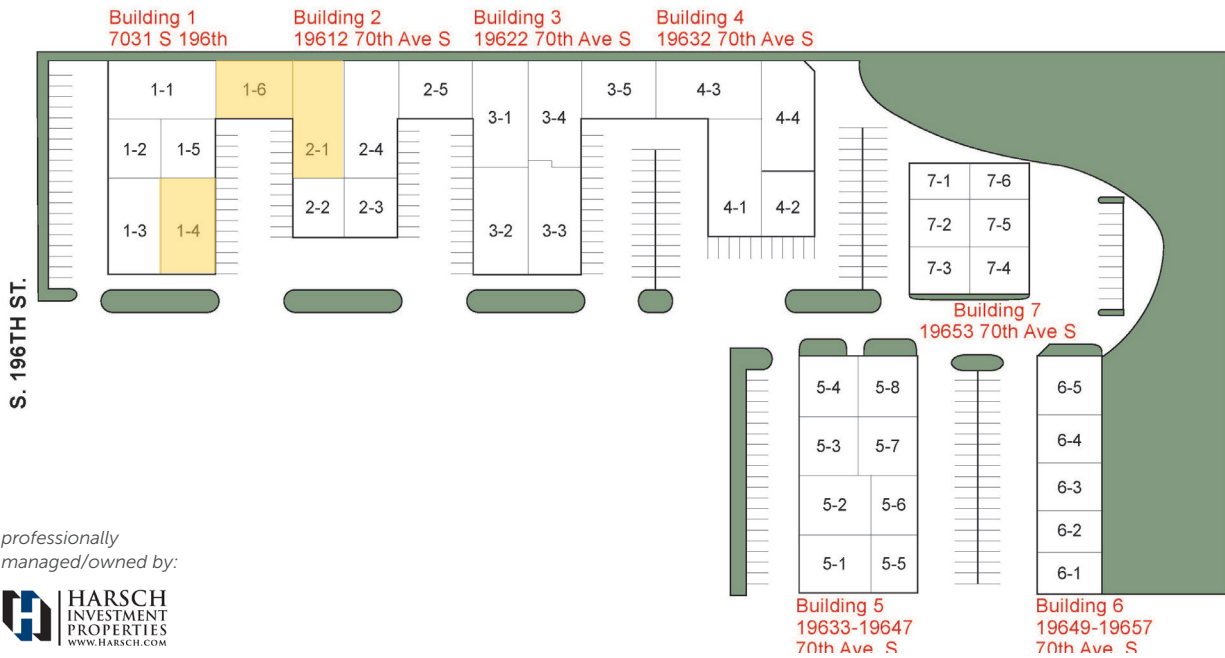 Building 1
7031 S 196th
Building 2
19612 70th Ave S
Building 3
19622 70th Ave S
Building 4
19632 70th Ave S
1-1
1-6
2-5
3-5
4-3
3-1
3-4
4-4
1-2
1-5
2-1
2-4
7-1
7-6
2-2
2-3
4-1
4-2
7-2
7-5
1-3
1-4
3-2
3-3
7-3
7-4
S. 196TH ST.
Building 7
19653 70th Ave S
5-4
5-8
6-5
5-3
5-7
6-4
5-2
5-6
6-3
6-2
5-1
5-5
6-1
professionally
managed/owned by:
HARSCH
INVESTMENT
PROPERTIES
WWW.HARSCH.COM
Building 5
19633-19647
70th Ave. S
Building 6
19649-19657
70th Ave. S